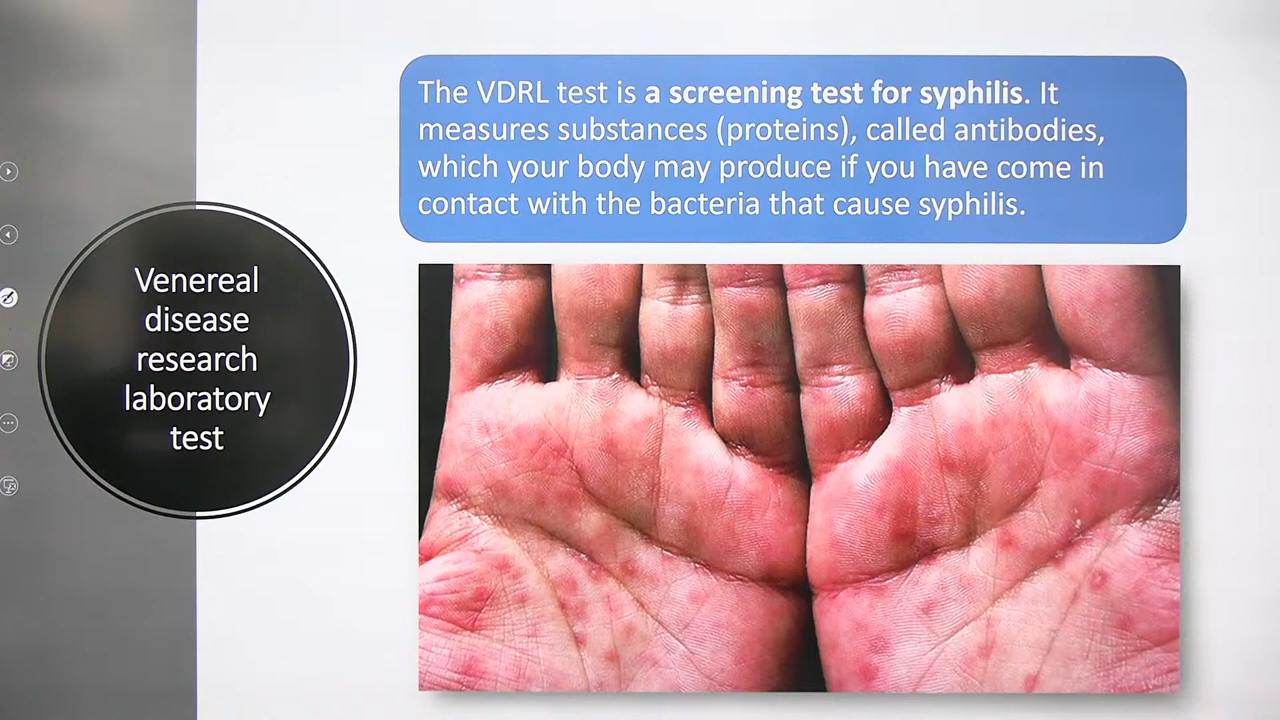 The VDRL test is a screening test for syphilis. It
measures substances (proteins), called antibodies,
which your body may produce if you have come in
contact with the bacteria that cause syphilis.
Venereal
disease
research
laboratory
test